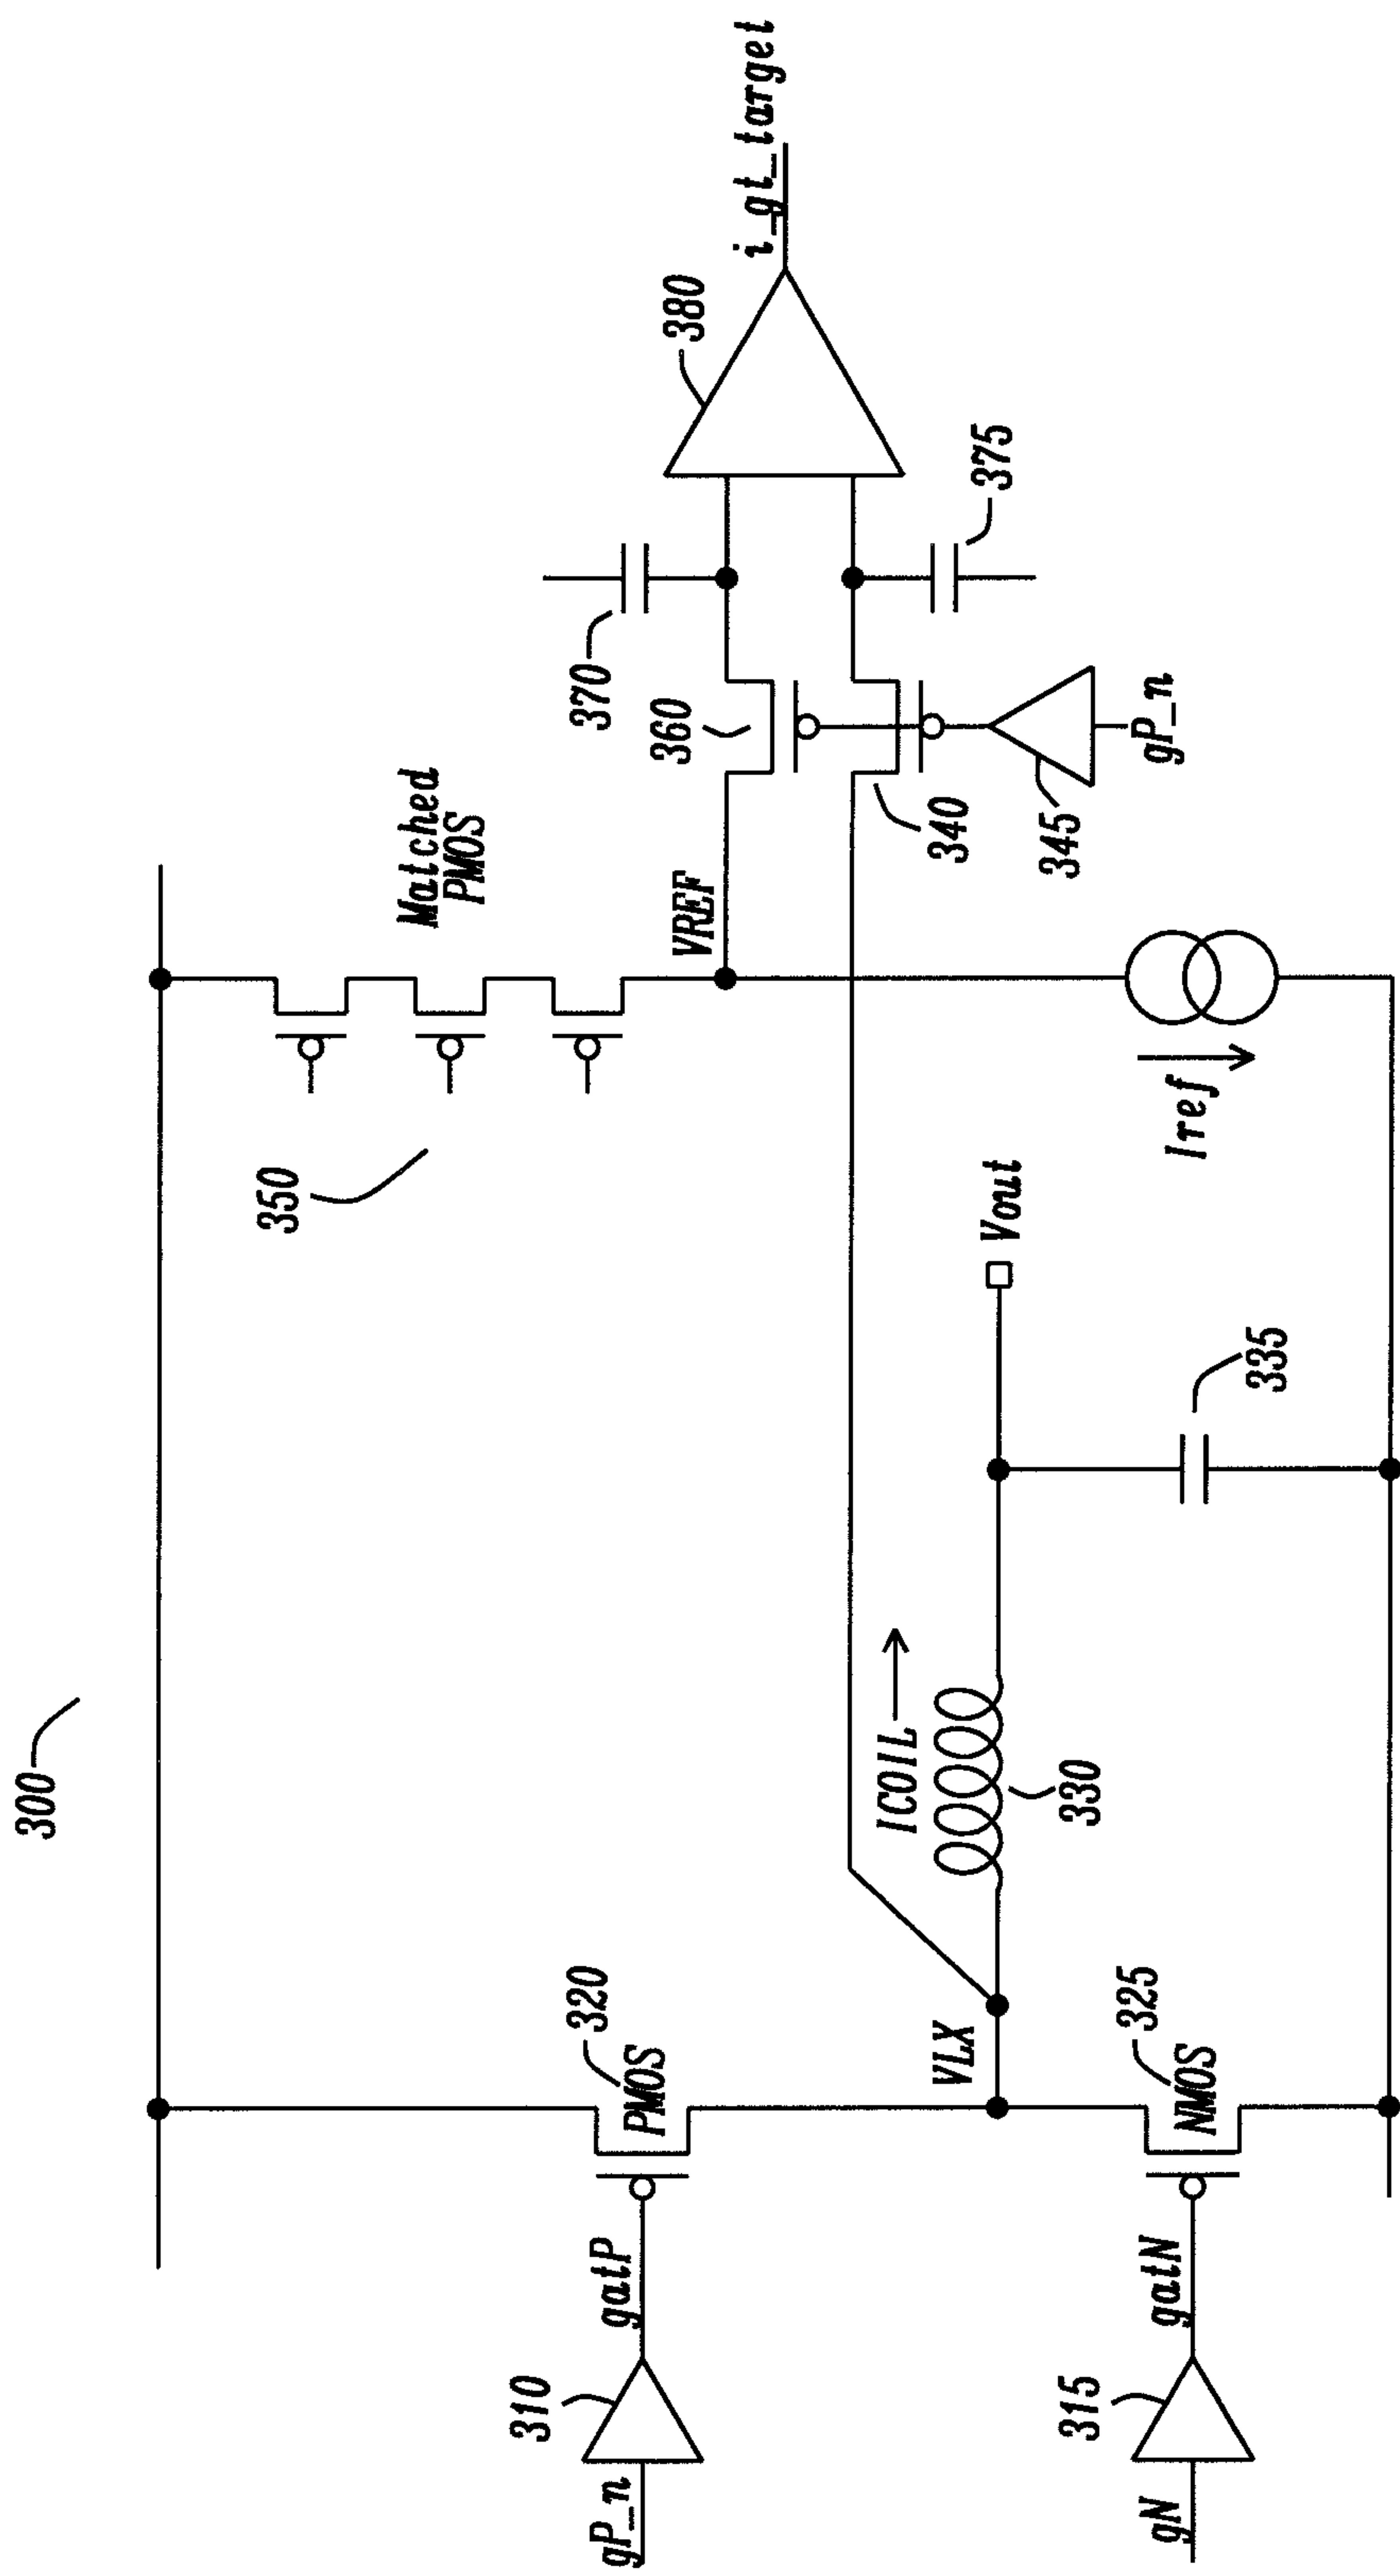 300
gP_n
310
gatP
320
PMOS
gN
315
gatN
325
NMOS
VLX
ICOIL
330
335
Vout
350
Matched
PMOS
VREF
Iref
360
340
345
gP_n
370
375
380
i_gt_target